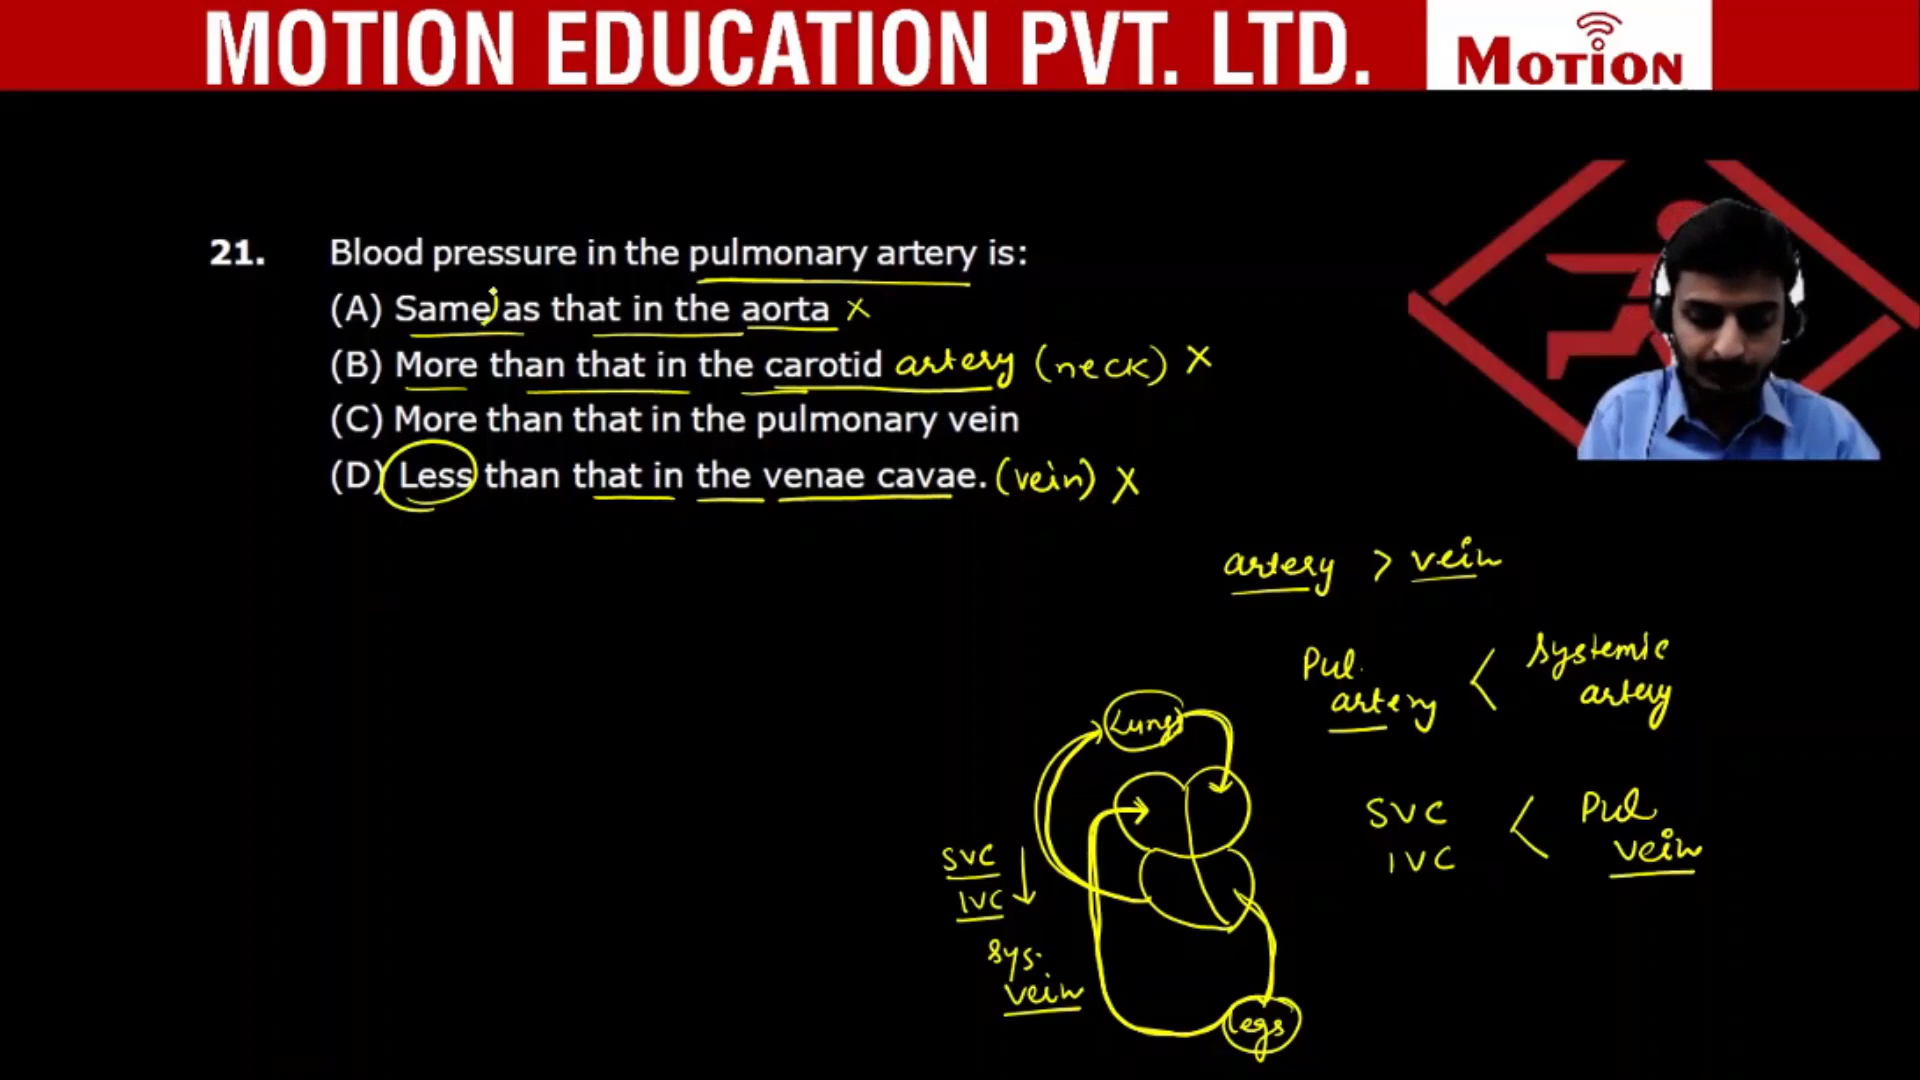 MOTION EDUCATION PVT. LTD.
MOTION
21. Blood pressure in the pulmonary artery is:
(A) Same as that in the aorta ×
(B) More than that in the carotid artery (neck) ×
(C) More than that in the pulmonary vein
(D) Less than that in the venae cavae. (vein) ×
artery > vein
Pul. artery < systemic artery
Lungs
SVC
IVC
< Pul vein
SVC
IVC
sys. vein
legs